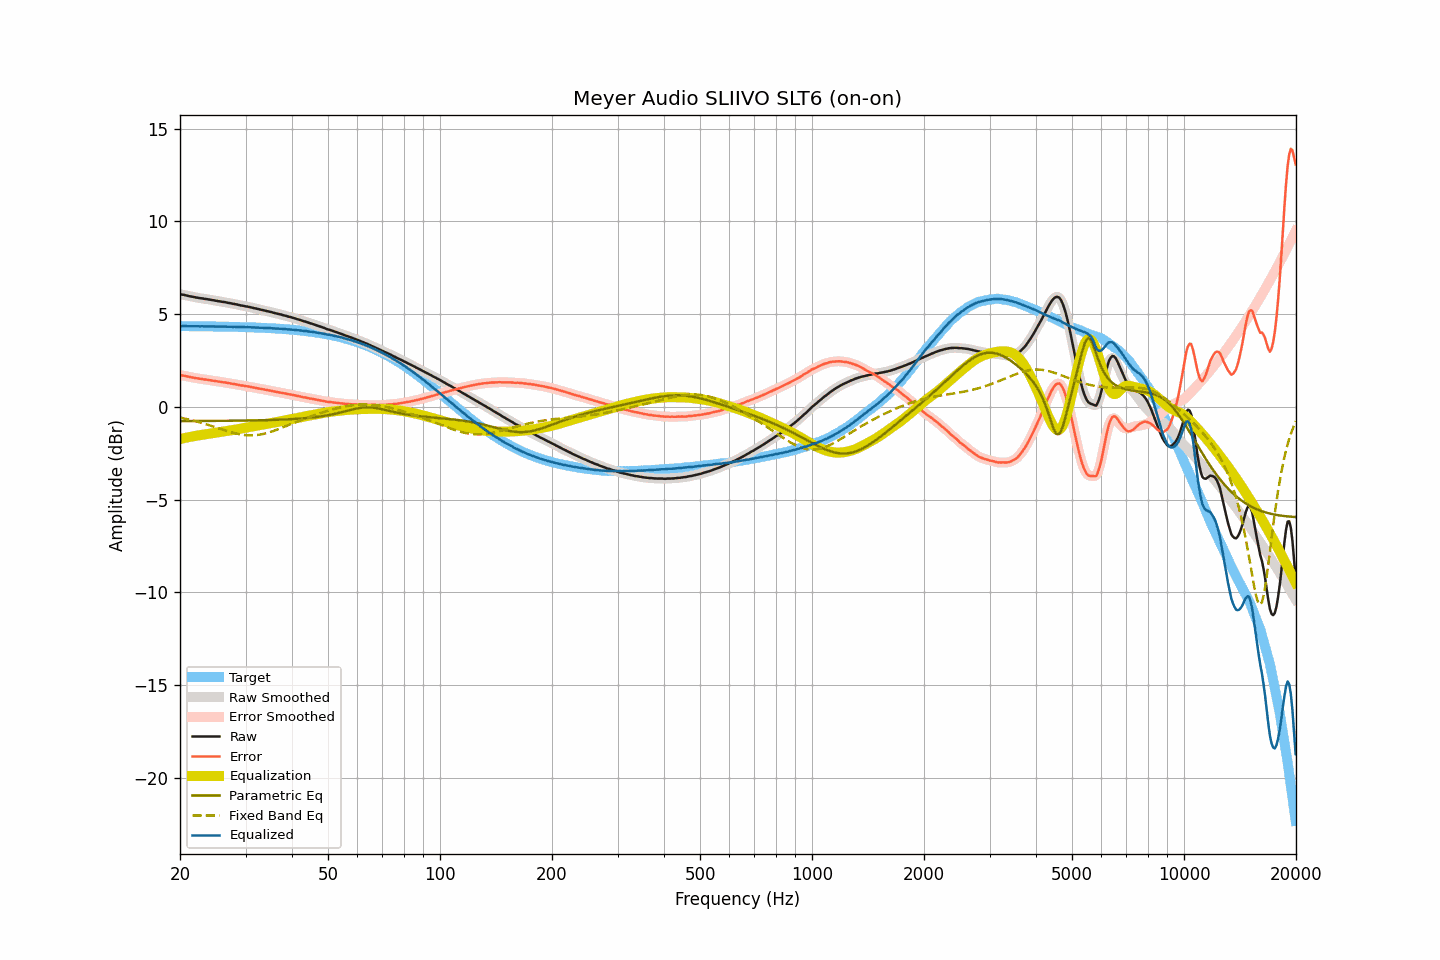 Meyer Audio SLIIVO SLT6 (on-on)
15
10
5
0
−5
−10
−15
−20
Amplitude (dBr)
Target
Raw Smoothed
Error Smoothed
Raw
Error
Equalization
Parametric Eq
Fixed Band Eq
Equalized
20 50 100 200 500 1000 2000 5000 10000 20000
Frequency (Hz)